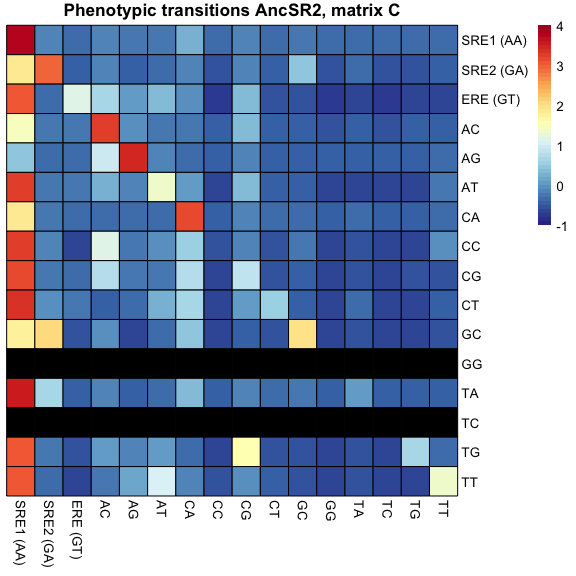 Phenotypic transitions AncSR2, matrix C
SRE1 (AA)
SRE2 (GA)
ERE (GT)
AC
AG
AT
CA
CC
CG
CT
GC
GG
TA
TC
TG
TT
4
3
2
1
0
-1
SRE1 (AA)
SRE2 (GA)
ERE (GT)
AC
AG
AT
CA
CC
CG
CT
GC
GG
TA
TC
TG
TT